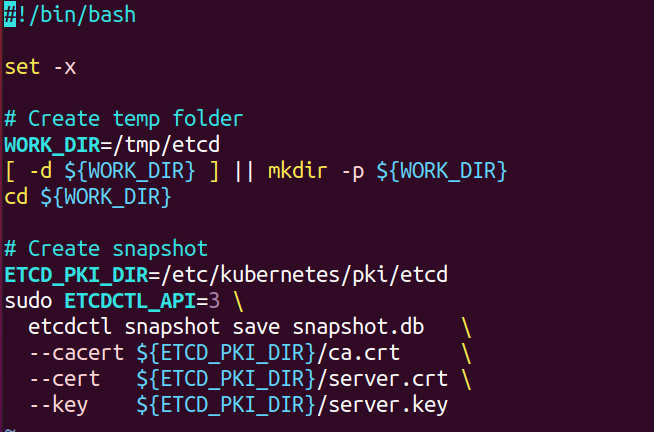 #!/bin/bash

set -x

# Create temp folder
WORK_DIR=/tmp/etcd
[ -d ${WORK_DIR} ] || mkdir -p ${WORK_DIR}
cd ${WORK_DIR}

# Create snapshot
ETCD_PKI_DIR=/etc/kubernetes/pki/etcd
sudo ETCDCTL_API=3 \
  etcdctl snapshot save snapshot.db   \
  --cacert ${ETCD_PKI_DIR}/ca.crt     \
  --cert   ${ETCD_PKI_DIR}/server.crt \
  --key    ${ETCD_PKI_DIR}/server.key
~